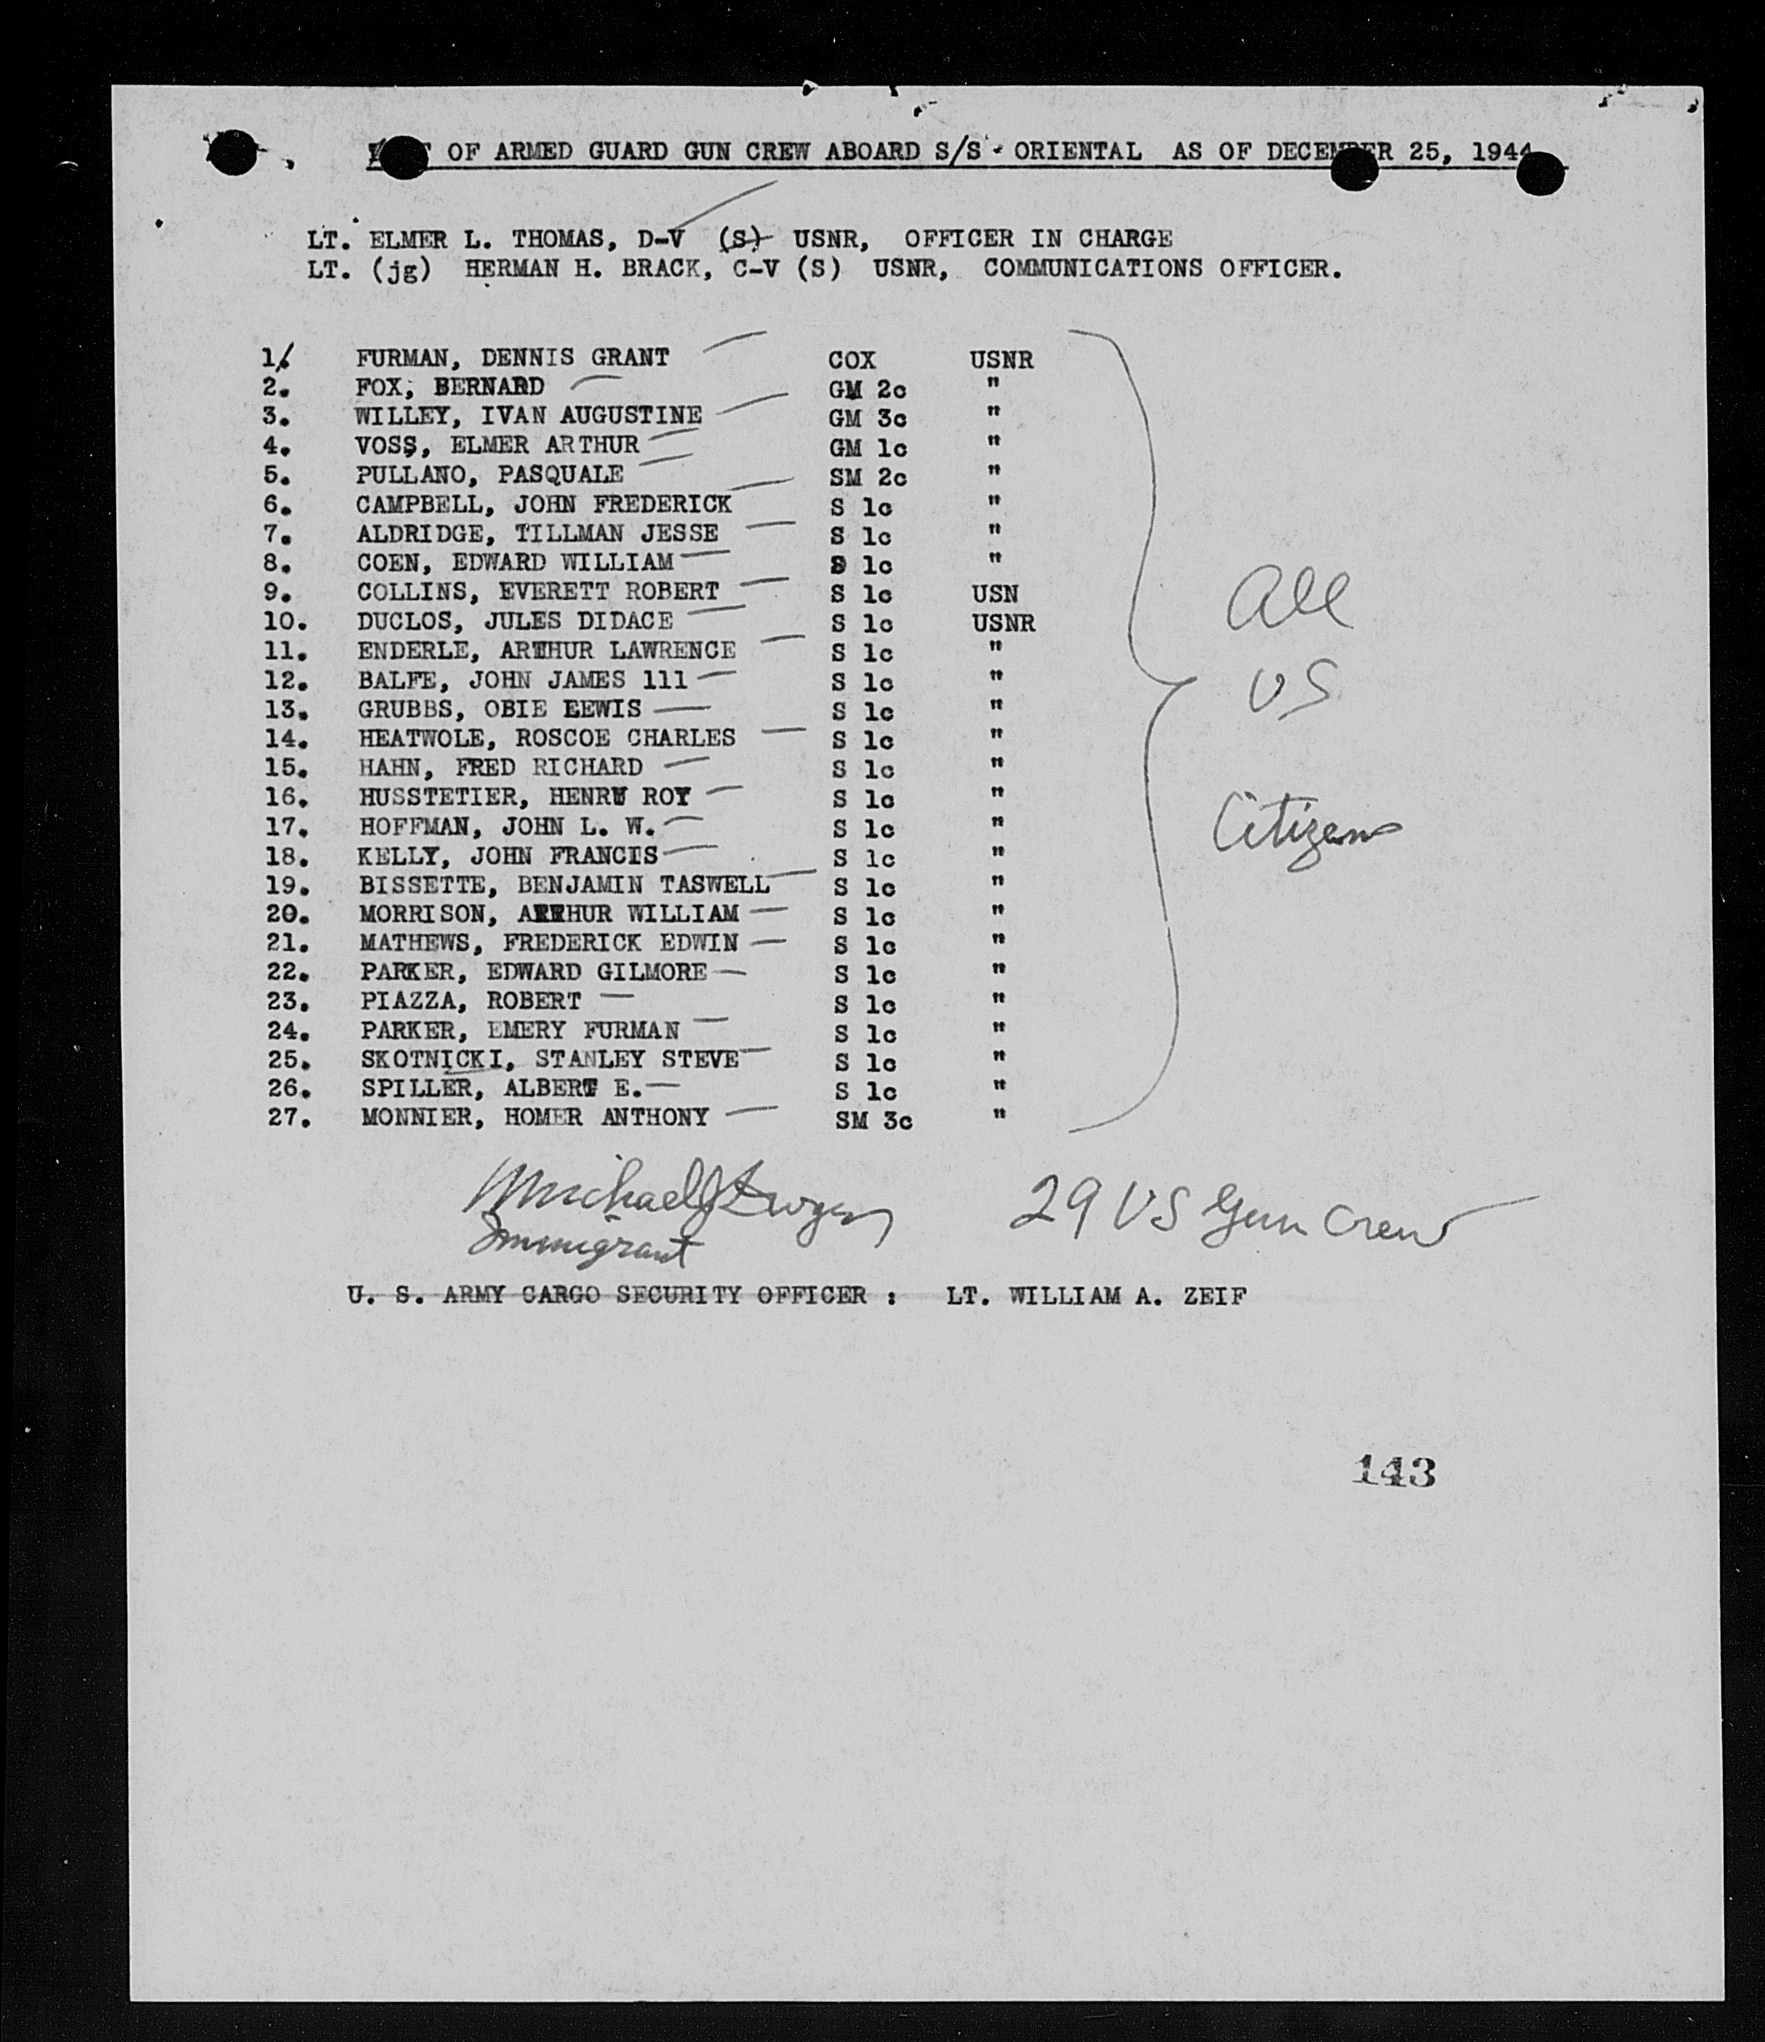 OF ARMED GUARD GUN CREW ABOARD S/S - ORIENTAL AS OF DECEMBER 25, 1944
LT. ELMER L. THOMAS, D-V (S) USNR, OFFICER IN CHARGE
LT. (jg) HERMAN H. BRACK, C-V (S) USNR, COMMUNICATIONS OFFICER.
1. FURMAN, DENNIS GRANT COX USNR
2. FOX, BERNARD GM 2c "
3. WILLEY, IVAN AUGUSTINE GM 3c "
4. VOSS, ELMER ARTHUR GM 1c "
5. PULLANO, PASQUALE SM 2c "
6. CAMPBELL, JOHN FREDERICK S 1c "
7. ALDRIDGE, TILLMAN JESSE S 1c "
8. COEN, EDWARD WILLIAM S 1c "
9. COLLINS, EVERETT ROBERT S 1c USN
10. DUCLOS, JULES DIDACE S 1c USNR
11. ENDERLE, ARTHUR LAWRENCE S 1c "
12. BALFE, JOHN JAMES 111 S 1c "
13. GRUBBS, OBIE LEWIS S 1c "
14. HEATWOLE, ROSCOE CHARLES S 1c "
15. HAHN, FRED RICHARD S 1c "
16. HUSSTETIER, HENRY ROY S 1c "
17. HOFFMAN, JOHN L. W. S 1c "
18. KELLY, JOHN FRANCIS S 1c "
19. BISSETTE, BENJAMIN TASWELL S 1c "
20. MORRISON, ARTHUR WILLIAM S 1c "
21. MATHEWS, FREDERICK EDWIN S 1c "
22. PARKER, EDWARD GILMORE S 1c "
23. PIAZZA, ROBERT S 1c "
24. PARKER, EMERY FURMAN S 1c "
25. SKOTNICKI, STANLEY STEVE S 1c "
26. SPILLER, ALBERT E. S 1c "
27. MONNIER, HOMER ANTHONY SM 3c "
All
US
Citizens
Michael J Dwyer
Immigrant
29 US Gun Crew
U. S. ARMY CARGO SECURITY OFFICER : LT. WILLIAM A. ZEIF
143